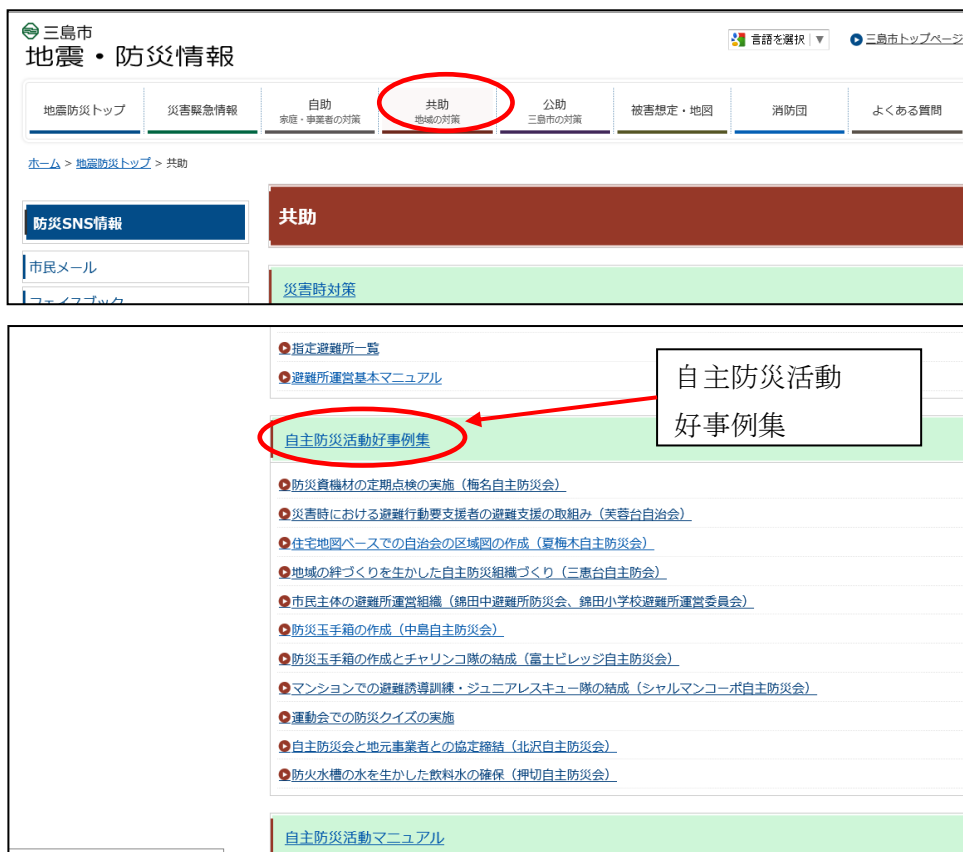 三島市
地震・防災情報
言語を選択 ▼
三島市トップページ
地震防災トップ
災害緊急情報
自助
家庭・事業者の対策
共助
地域の対策
公助
三島市の対策
被害想定・地図
消防団
よくある質問
ホーム > 地震防災トップ > 共助
防災SNS情報
市民メール
フェイスブック
共助
災害時対策
指定避難所一覧
避難所運営基本マニュアル
自主防災活動
好事例集
自主防災活動好事例集
防災資機材の定期点検の実施（梅名自主防災会）
災害時における避難行動要支援者の避難支援の取組み（芙蓉台自治会）
住宅地図ベースでの自治会の区域図の作成（夏梅木自主防災会）
地域の絆づくりを生かした自主防災組織づくり（三恵台自主防会）
市民主体の避難所運営組織（錦田中避難所防災会、錦田小学校避難所運営委員会）
防災玉手箱の作成（中島自主防災会）
防災玉手箱の作成とチャリンコ隊の結成（富士ビレッジ自主防災会）
マンションでの避難誘導訓練・ジュニアレスキュー隊の結成（シャルマンコーポ自主防災会）
運動会での防災クイズの実施
自主防災会と地元事業者との協定締結（北沢自主防災会）
防火水槽の水を生かした飲料水の確保（押切自主防災会）
自主防災活動マニュアル